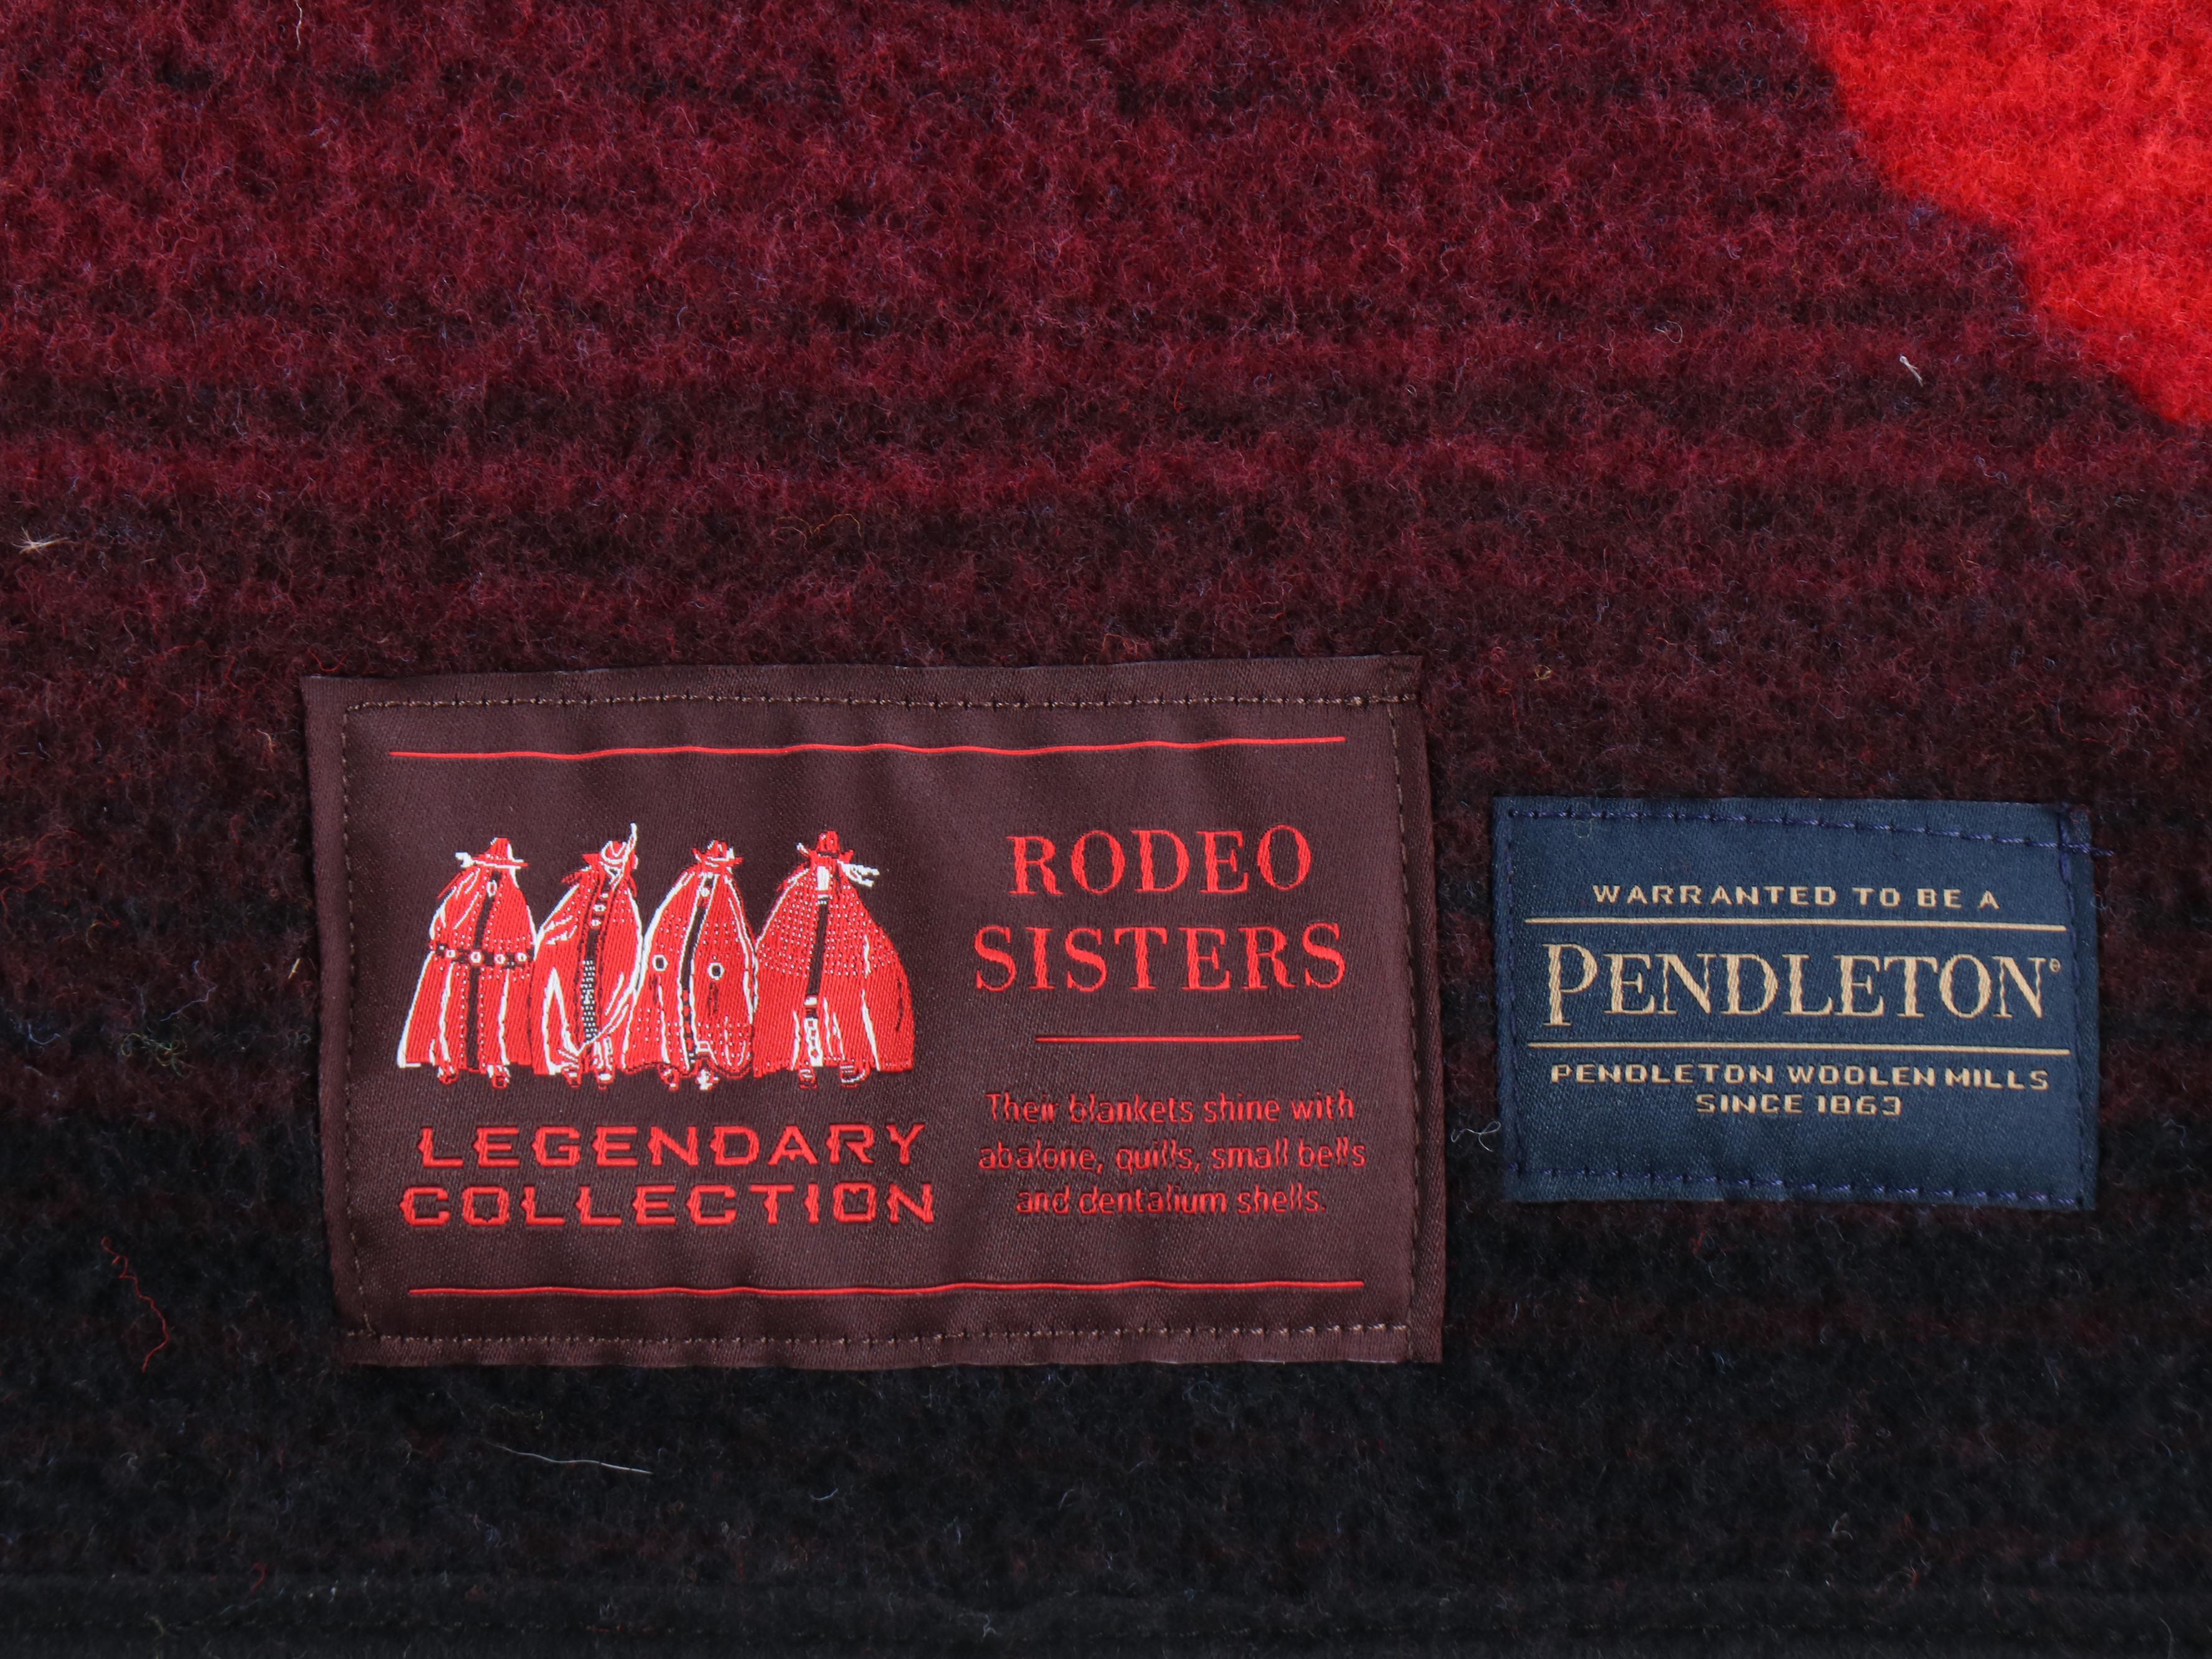 RODEO
SISTERS
Their blankets shine with
abalone, quills, small bells
and dentalium shells.
LEGENDARY
COLLECTION
WARRANTED TO BE A
PENDLETON®
PENDLETON WOOLEN MILLS
SINCE 1863